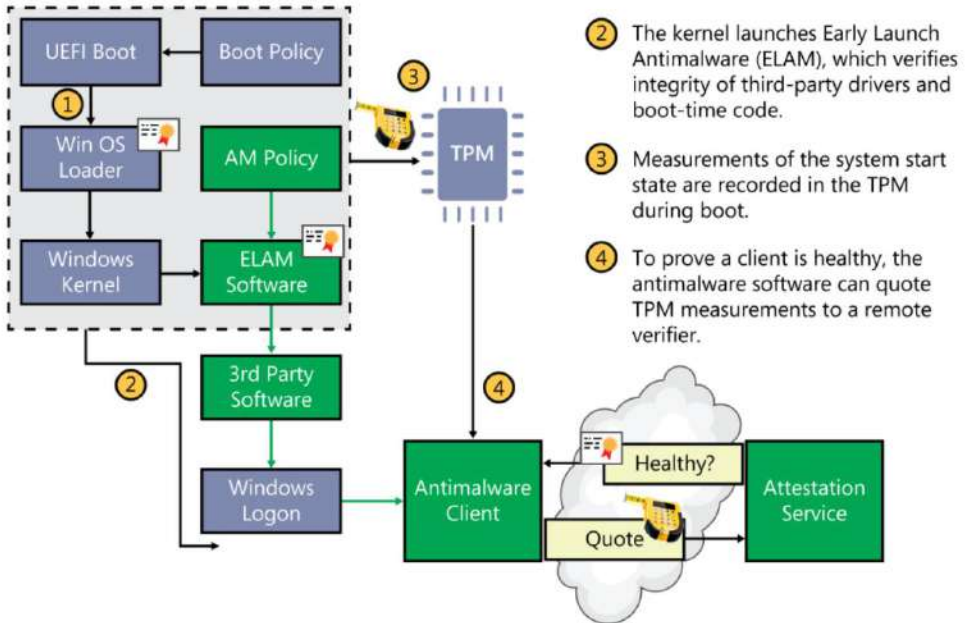 UEFI Boot
Boot Policy
1
Win OS
Loader
AM Policy
3
TPM
Windows
Kernel
ELAM
Software
2
3rd Party
Software
4
Windows
Logon
Antimalware
Client
Healthy?
Quote
Attestation
Service
2 The kernel launches Early Launch
Antimalware (ELAM), which verifies
integrity of third-party drivers and
boot-time code.
3 Measurements of the system start
state are recorded in the TPM
during boot.
4 To prove a client is healthy, the
antimalware software can quote
TPM measurements to a remote
verifier.